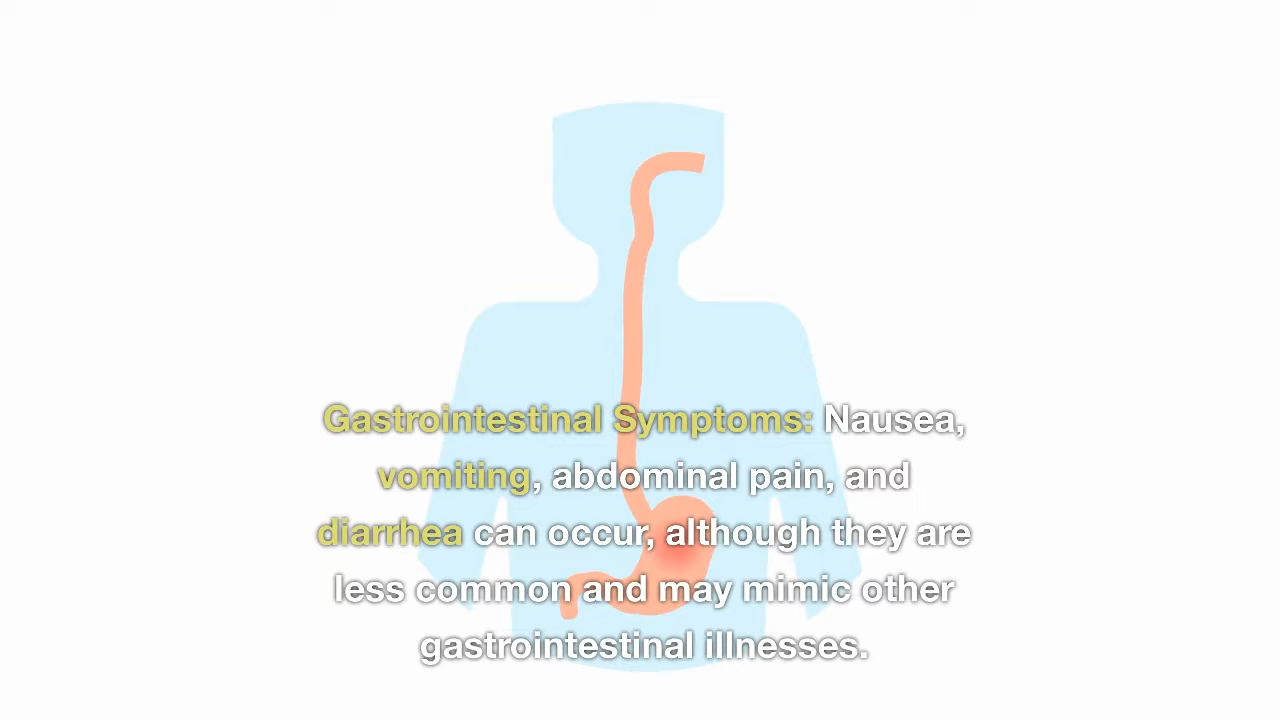 Gastrointestinal Symptoms: Nausea,
vomiting, abdominal pain, and
diarrhea can occur, although they are
less common and may mimic other
gastrointestinal illnesses.